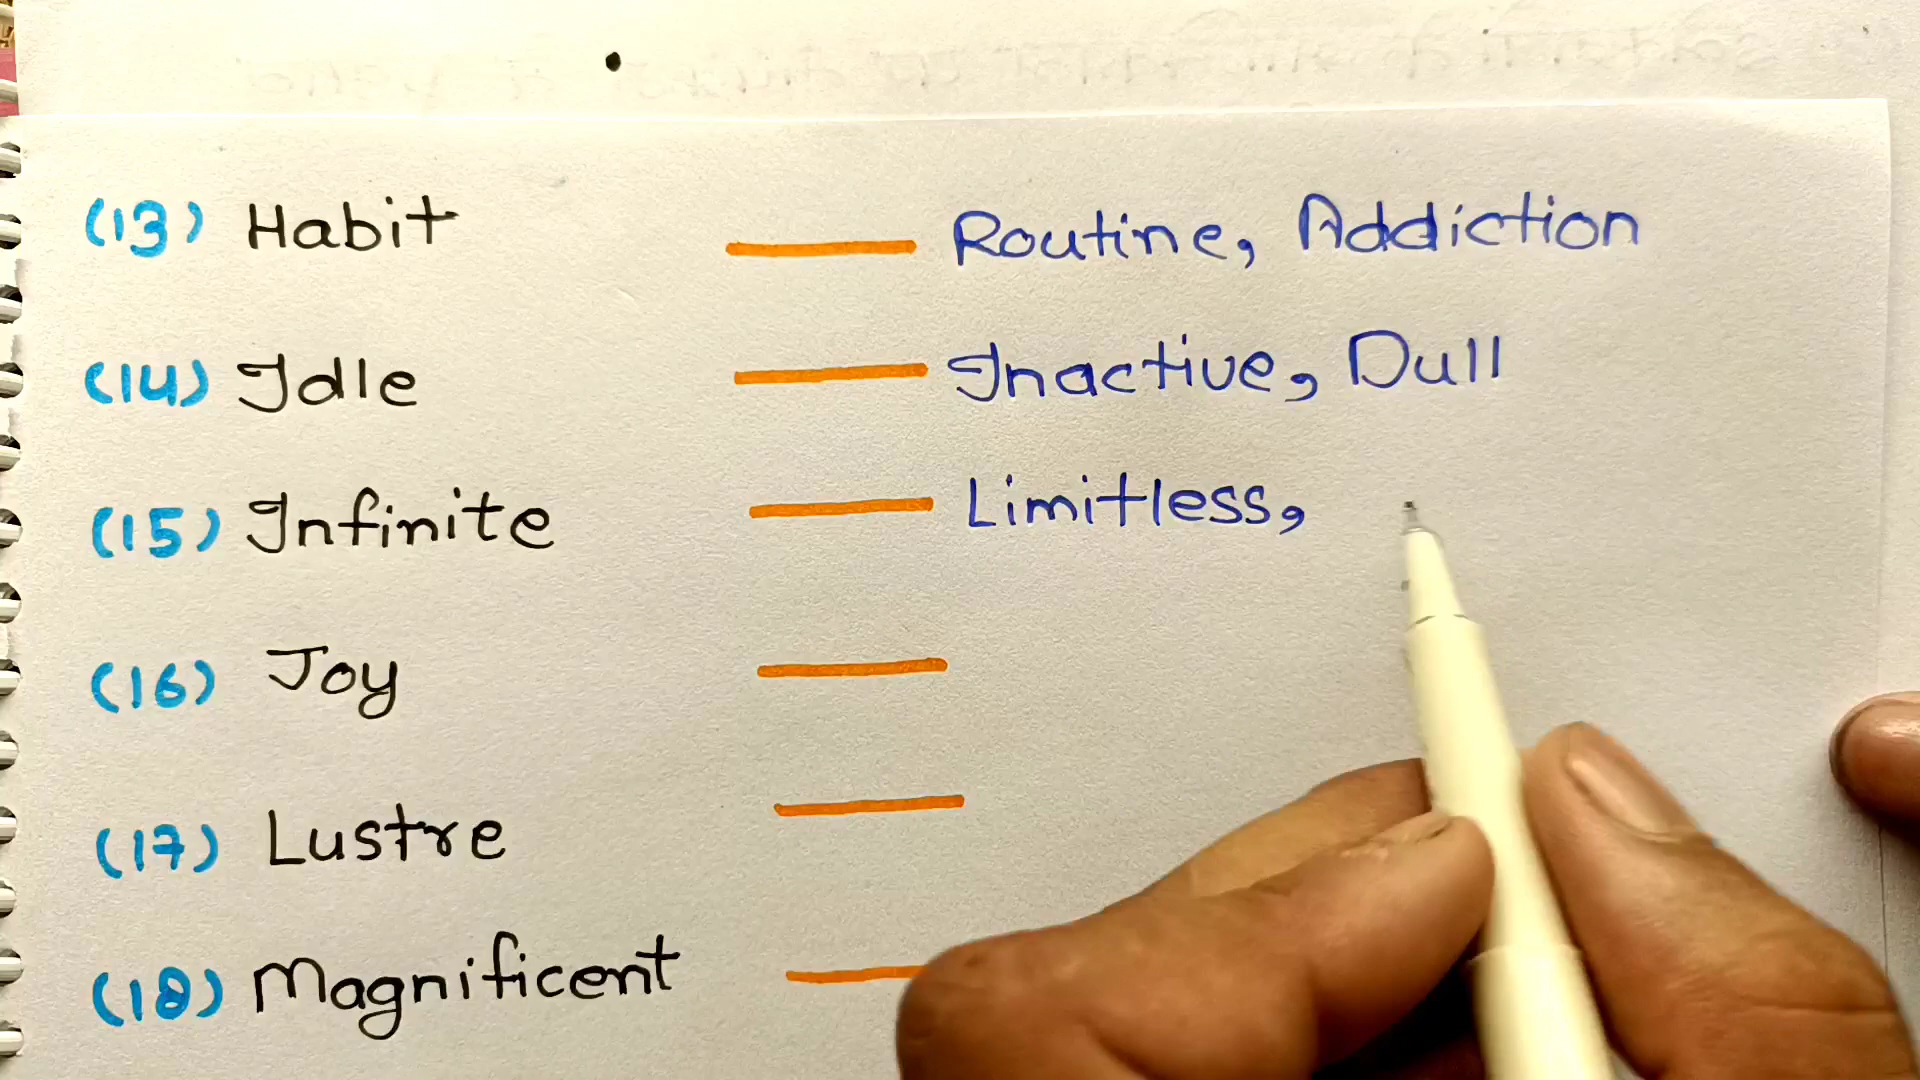 (13) Habit — Routine, Addiction
(14) Idle — Inactive, Dull
(15) Infinite — Limitless,
(16) Joy —
(17) Lustre —
(18) Magnificent —